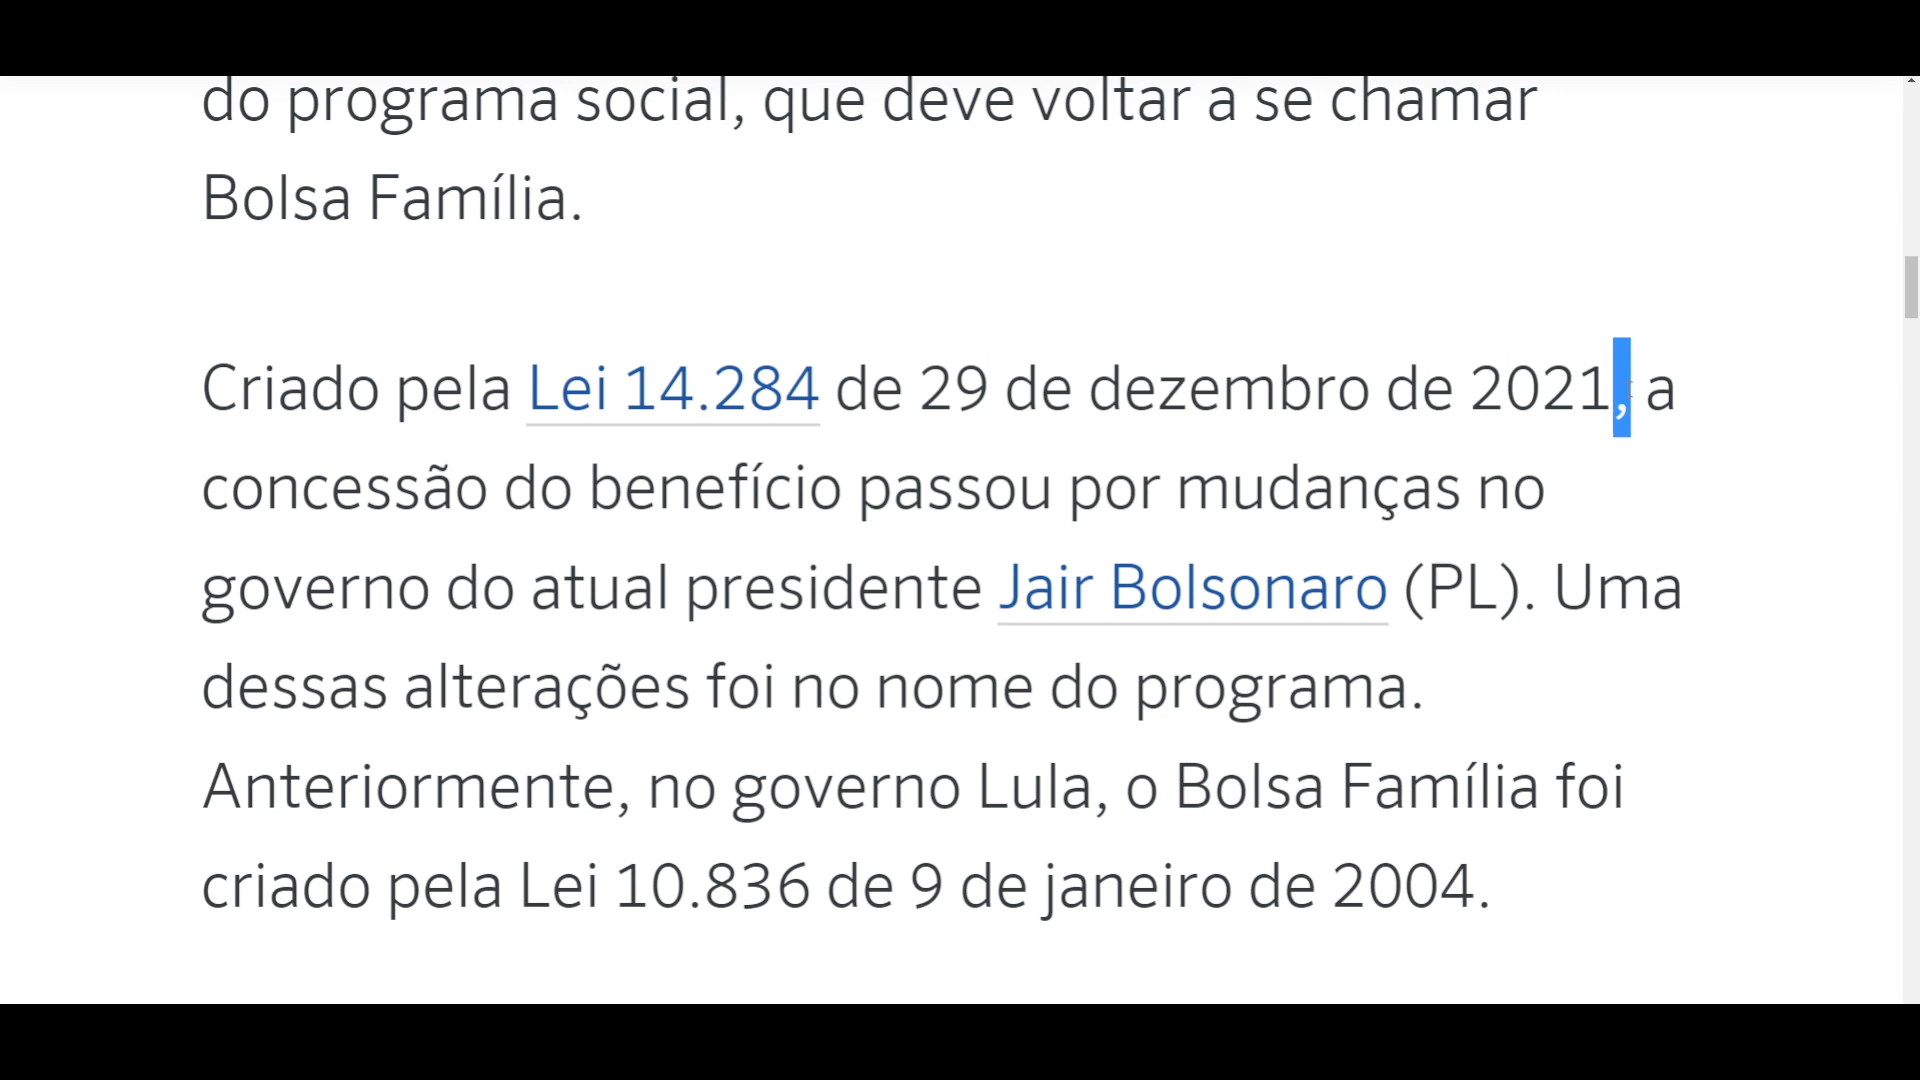 do programa social, que deve voltar a se chamar
Bolsa Família.
Criado pela Lei 14.284 de 29 de dezembro de 2021, a
concessão do benefício passou por mudanças no
governo do atual presidente Jair Bolsonaro (PL). Uma
dessas alterações foi no nome do programa.
Anteriormente, no governo Lula, o Bolsa Família foi
criado pela Lei 10.836 de 9 de janeiro de 2004.